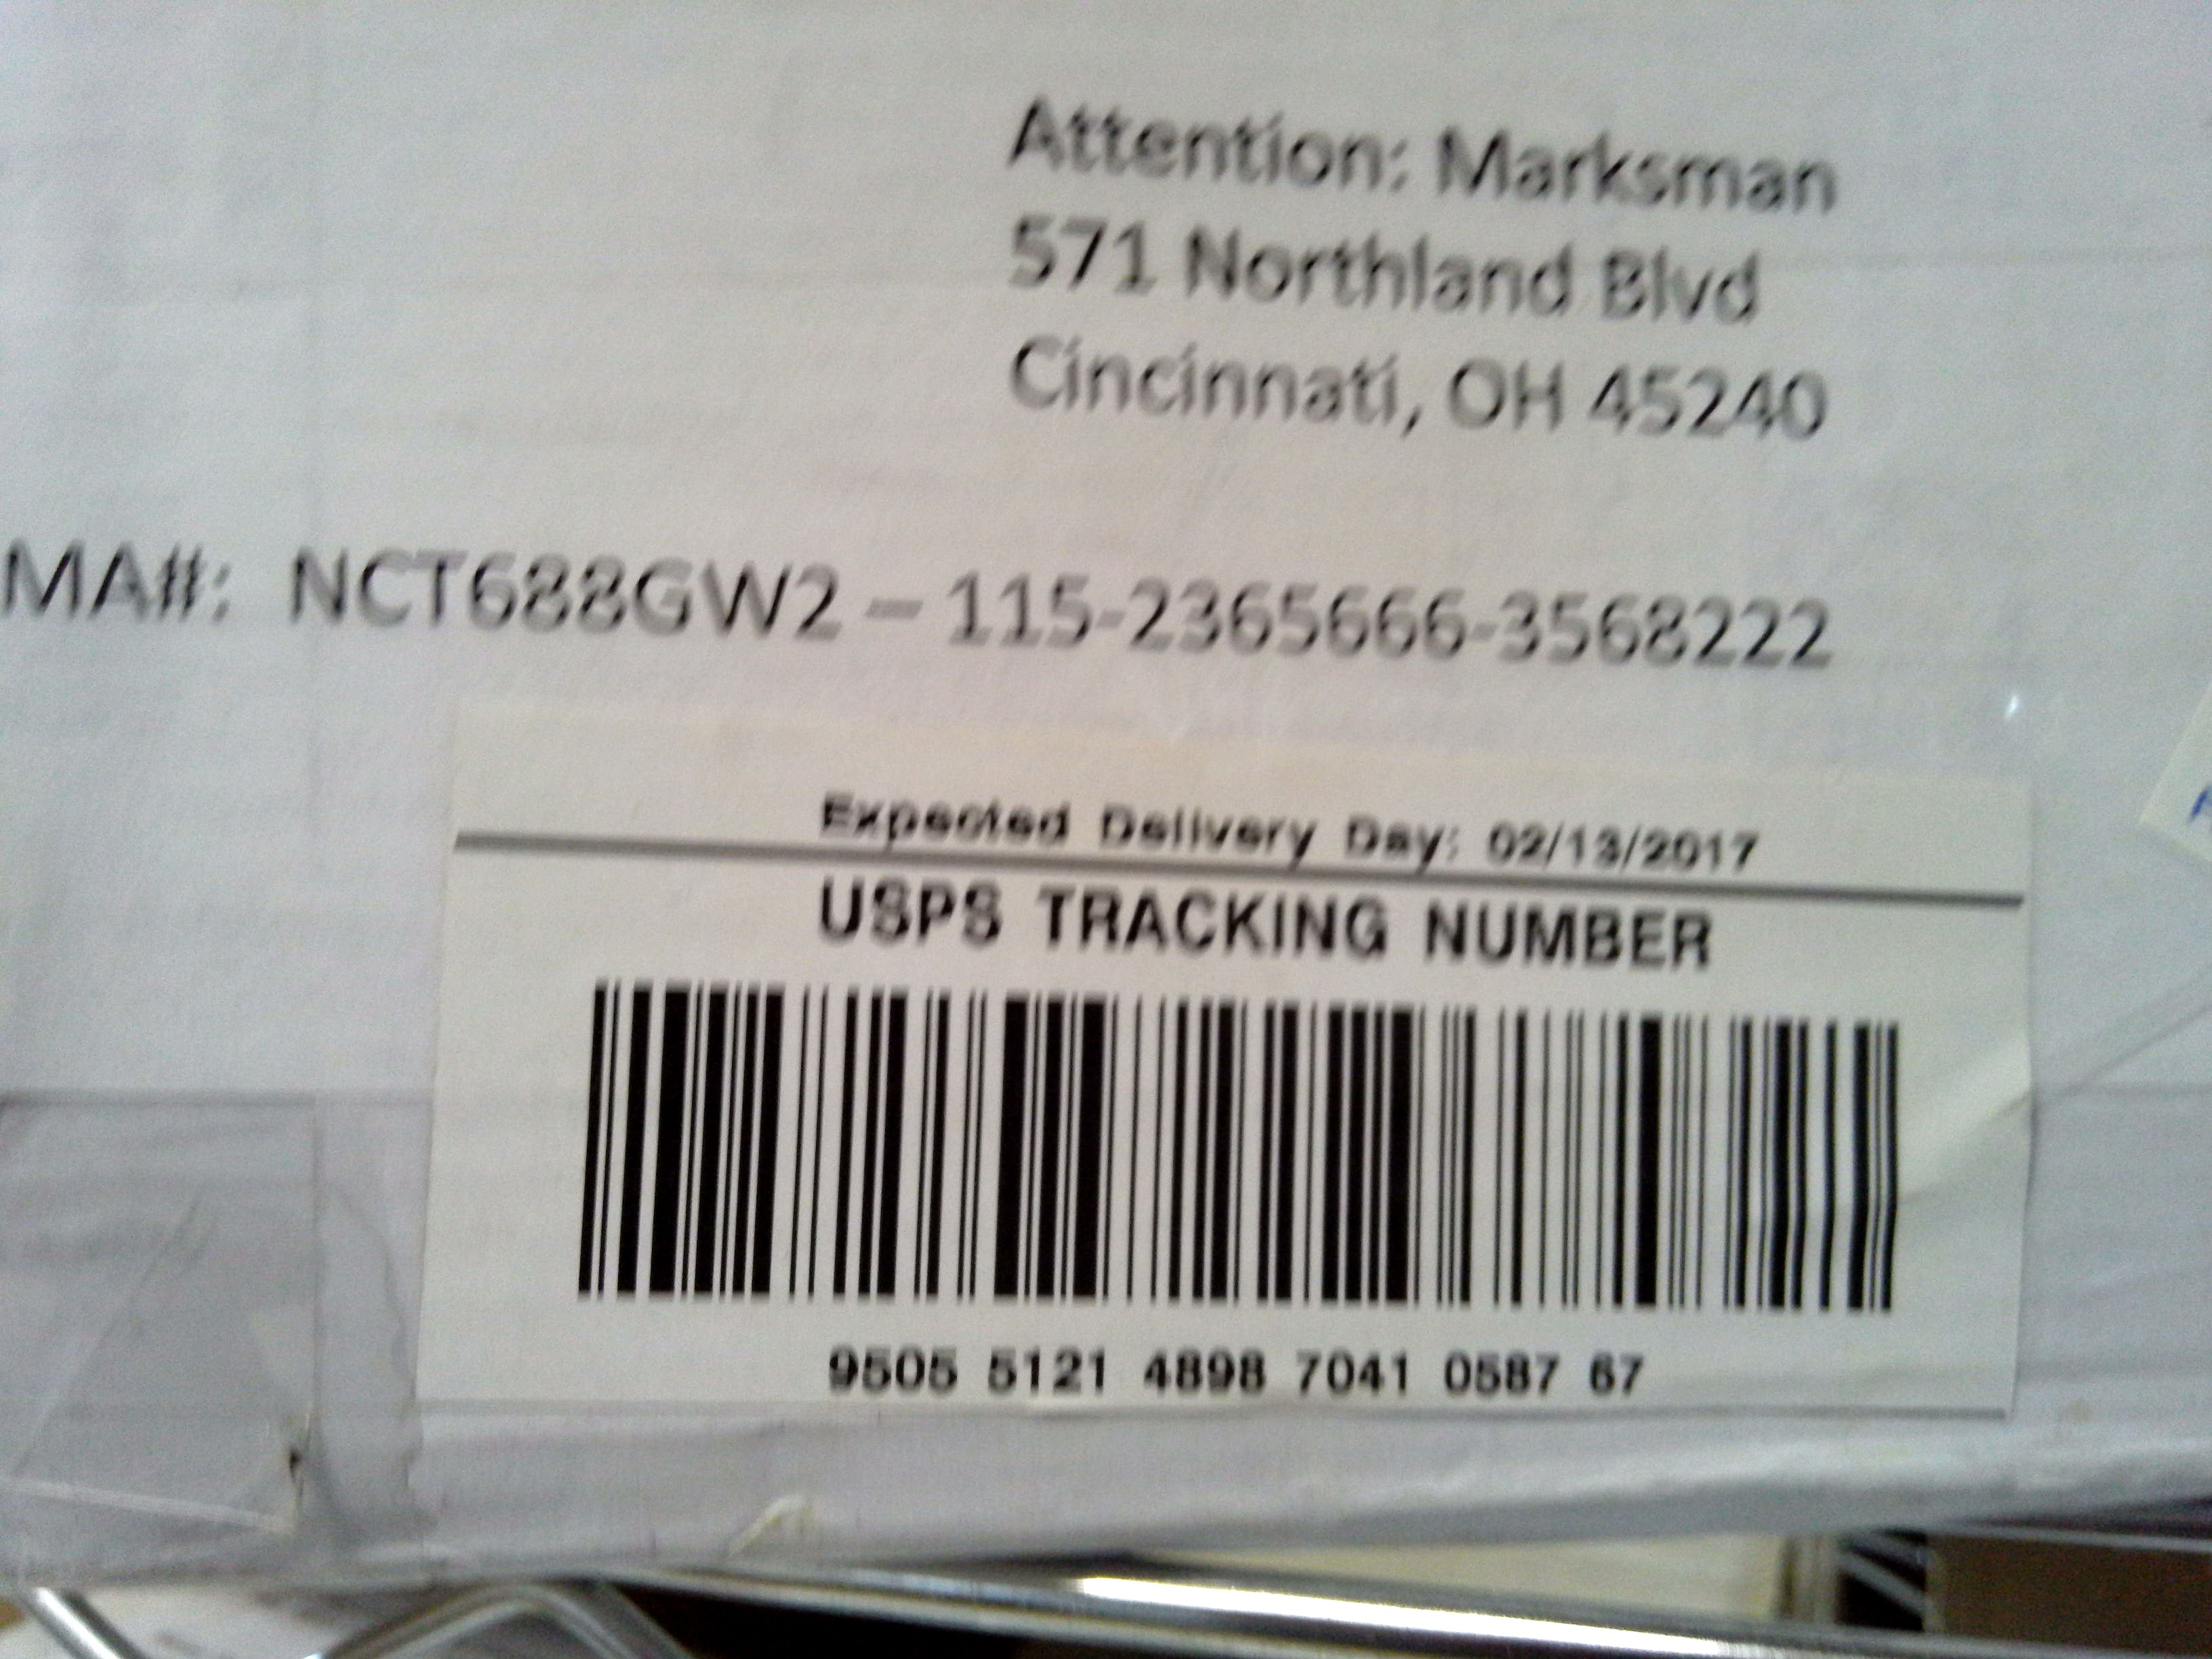 Attention: Marksman
571 Northland Blvd
Cincinnati, OH 45240
MA#: NCT688GW2 – 115-2365666-3568222
Expected Delivery Day: 02/13/2017
USPS TRACKING NUMBER
9505 5121 4898 7041 0587 67